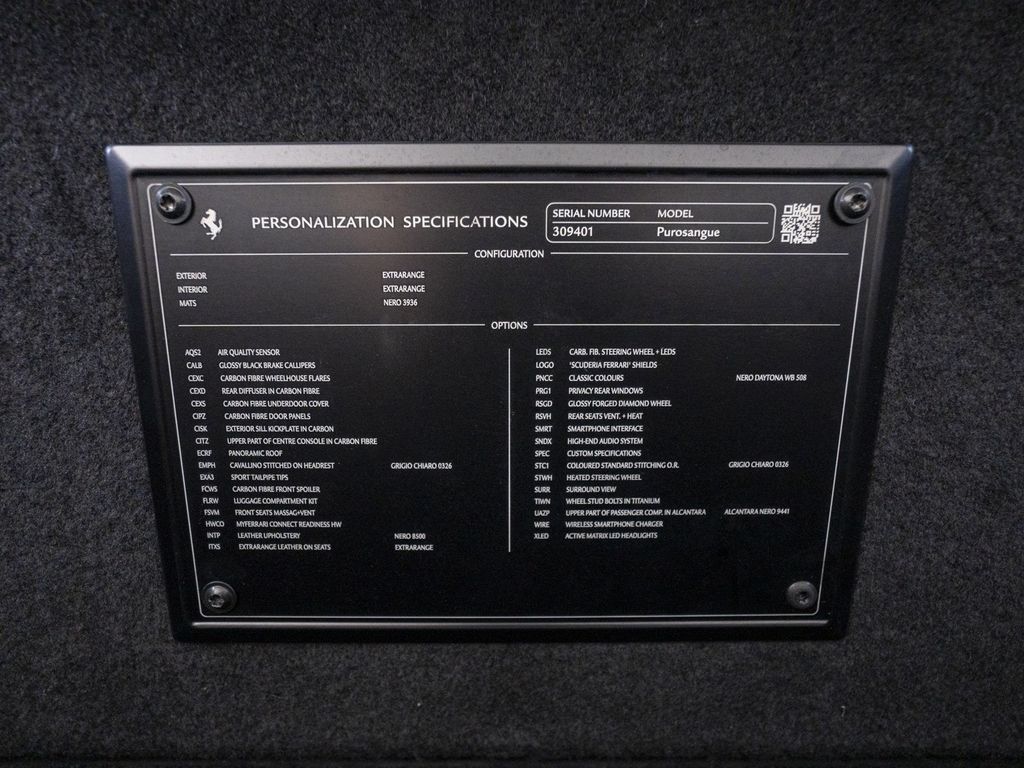 PERSONALIZATION SPECIFICATIONS
SERIAL NUMBER MODEL
309401 Purosangue
CONFIGURATION
EXTERIOR EXTRARANGE
INTERIOR EXTRARANGE
MATS NERO 3936
OPTIONS
AQS2 AIR QUALITY SENSOR
CALB GLOSSY BLACK BRAKE CALLIPERS
CEXC CARBON FIBRE WHEELHOUSE FLARES
CEXD REAR DIFFUSER IN CARBON FIBRE
CEXS CARBON FIBRE UNDERDOOR COVER
CIPZ CARBON FIBRE DOOR PANELS
CISK EXTERIOR SILL KICKPLATE IN CARBON
CITZ UPPER PART OF CENTRE CONSOLE IN CARBON FIBRE
ECRF PANORAMIC ROOF
EMPH CAVALLINO STITCHED ON HEADREST GRIGIO CHIARO 0326
EXA3 SPORT TAILPIPE TIPS
FCWS CARBON FIBRE FRONT SPOILER
FLRW LUGGAGE COMPARTMENT KIT
FSVM FRONT SEATS MASSAG+VENT
HWCO MYFERRARI CONNECT READINESS HW
INTP LEATHER UPHOLSTERY NERO 8500
ITXS EXTRARANGE LEATHER ON SEATS EXTRARANGE
LEDS CARB. FIB. STEERING WHEEL + LEDS
LOGO 'SCUDERIA FERRARI' SHIELDS
PNCC CLASSIC COLOURS NERO DAYTONA WB 508
PRG1 PRIVACY REAR WINDOWS
RSGD GLOSSY FORGED DIAMOND WHEEL
RSVH REAR SEATS VENT. + HEAT
SMRT SMARTPHONE INTERFACE
SNDX HIGH-END AUDIO SYSTEM
SPEC CUSTOM SPECIFICATIONS
STC1 COLOURED STANDARD STITCHING O.R. GRIGIO CHIARO 0326
STWH HEATED STEERING WHEEL
SURR SURROUND VIEW
TIWN WHEEL STUD BOLTS IN TITANIUM
UAZP UPPER PART OF PASSENGER COMP. IN ALCANTARA ALCANTARA NERO 9441
WIRE WIRELESS SMARTPHONE CHARGER
XLED ACTIVE MATRIX LED HEADLIGHTS